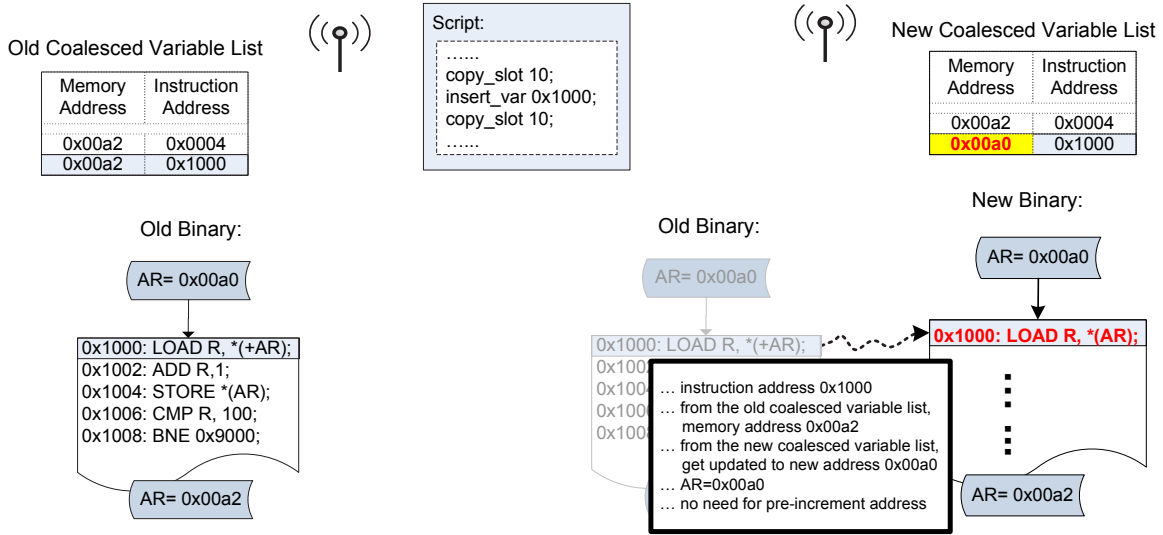 Old Coalesced Variable List
Memory Address
Instruction Address
0x00a2 0x0004
0x00a2 0x1000
((  ))
Script:
…...
copy_slot 10;
insert_var 0x1000;
copy_slot 10;
…...
((  ))
New Coalesced Variable List
Memory Address
Instruction Address
0x00a2 0x0004
0x00a0 0x1000
Old Binary:
AR= 0x00a0
0x1000: LOAD R, *(+AR);
0x1002: ADD R,1;
0x1004: STORE *(AR);
0x1006: CMP R, 100;
0x1008: BNE 0x9000;
AR= 0x00a2
Old Binary:
AR= 0x00a0
0x1000: LOAD R, *(+AR);
0x1002
0x1004
0x1006
0x1008
… instruction address 0x1000
… from the old coalesced variable list,
memory address 0x00a2
… from the new coalesced variable list,
get updated to new address 0x00a0
… AR=0x00a0
… no need for pre-increment address
New Binary:
AR= 0x00a0
0x1000: LOAD R, *(AR);
AR= 0x00a2